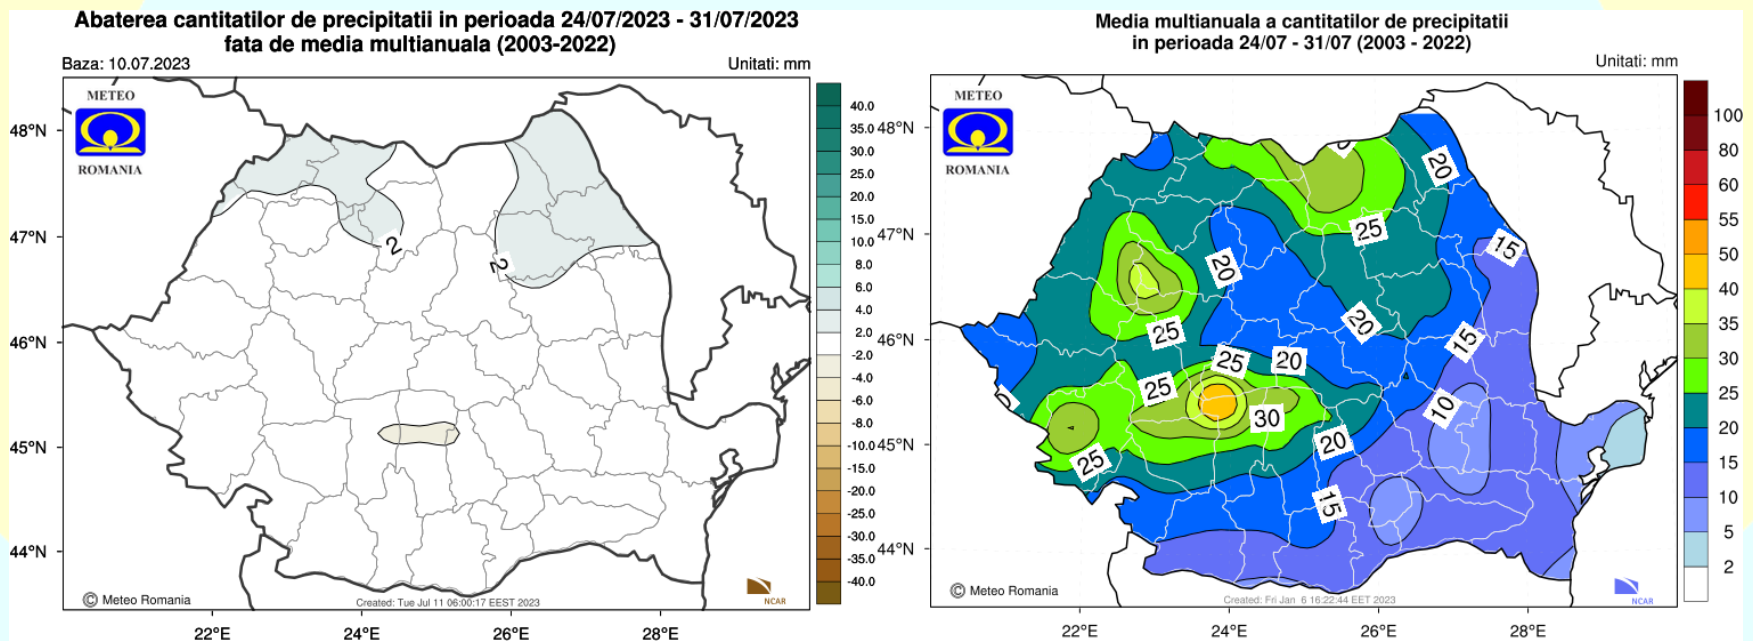 Abaterea cantitatilor de precipitatii in perioada 24/07/2023 - 31/07/2023
fata de media multianuala (2003-2022)
Baza: 10.07.2023
Unitati: mm
METEO
ROMANIA
48°N
47°N
46°N
45°N
44°N
2
2
40.0
35.0
30.0
25.0
20.0
15.0
10.0
8.0
6.0
4.0
2.0
-2.0
-4.0
-6.0
-8.0
-10.0
-15.0
-20.0
-25.0
-30.0
-35.0
-40.0
© Meteo Romania
Created: Tue Jul 11 06:00:17 EEST 2023
NCAR
22°E
24°E
26°E
28°E
Media multianuala a cantitatilor de precipitatii
in perioada 24/07 - 31/07 (2003 - 2022)
Unitati: mm
METEO
ROMANIA
48°N
47°N
46°N
45°N
44°N
20
25
15
20
20
25
15
25
20
25
10
30
20
25
15
100
80
60
55
50
40
35
30
25
20
15
10
5
2
© Meteo Romania
Created: Fri Jan 6 16:22:44 EET 2023
NCAR
22°E
24°E
26°E
28°E